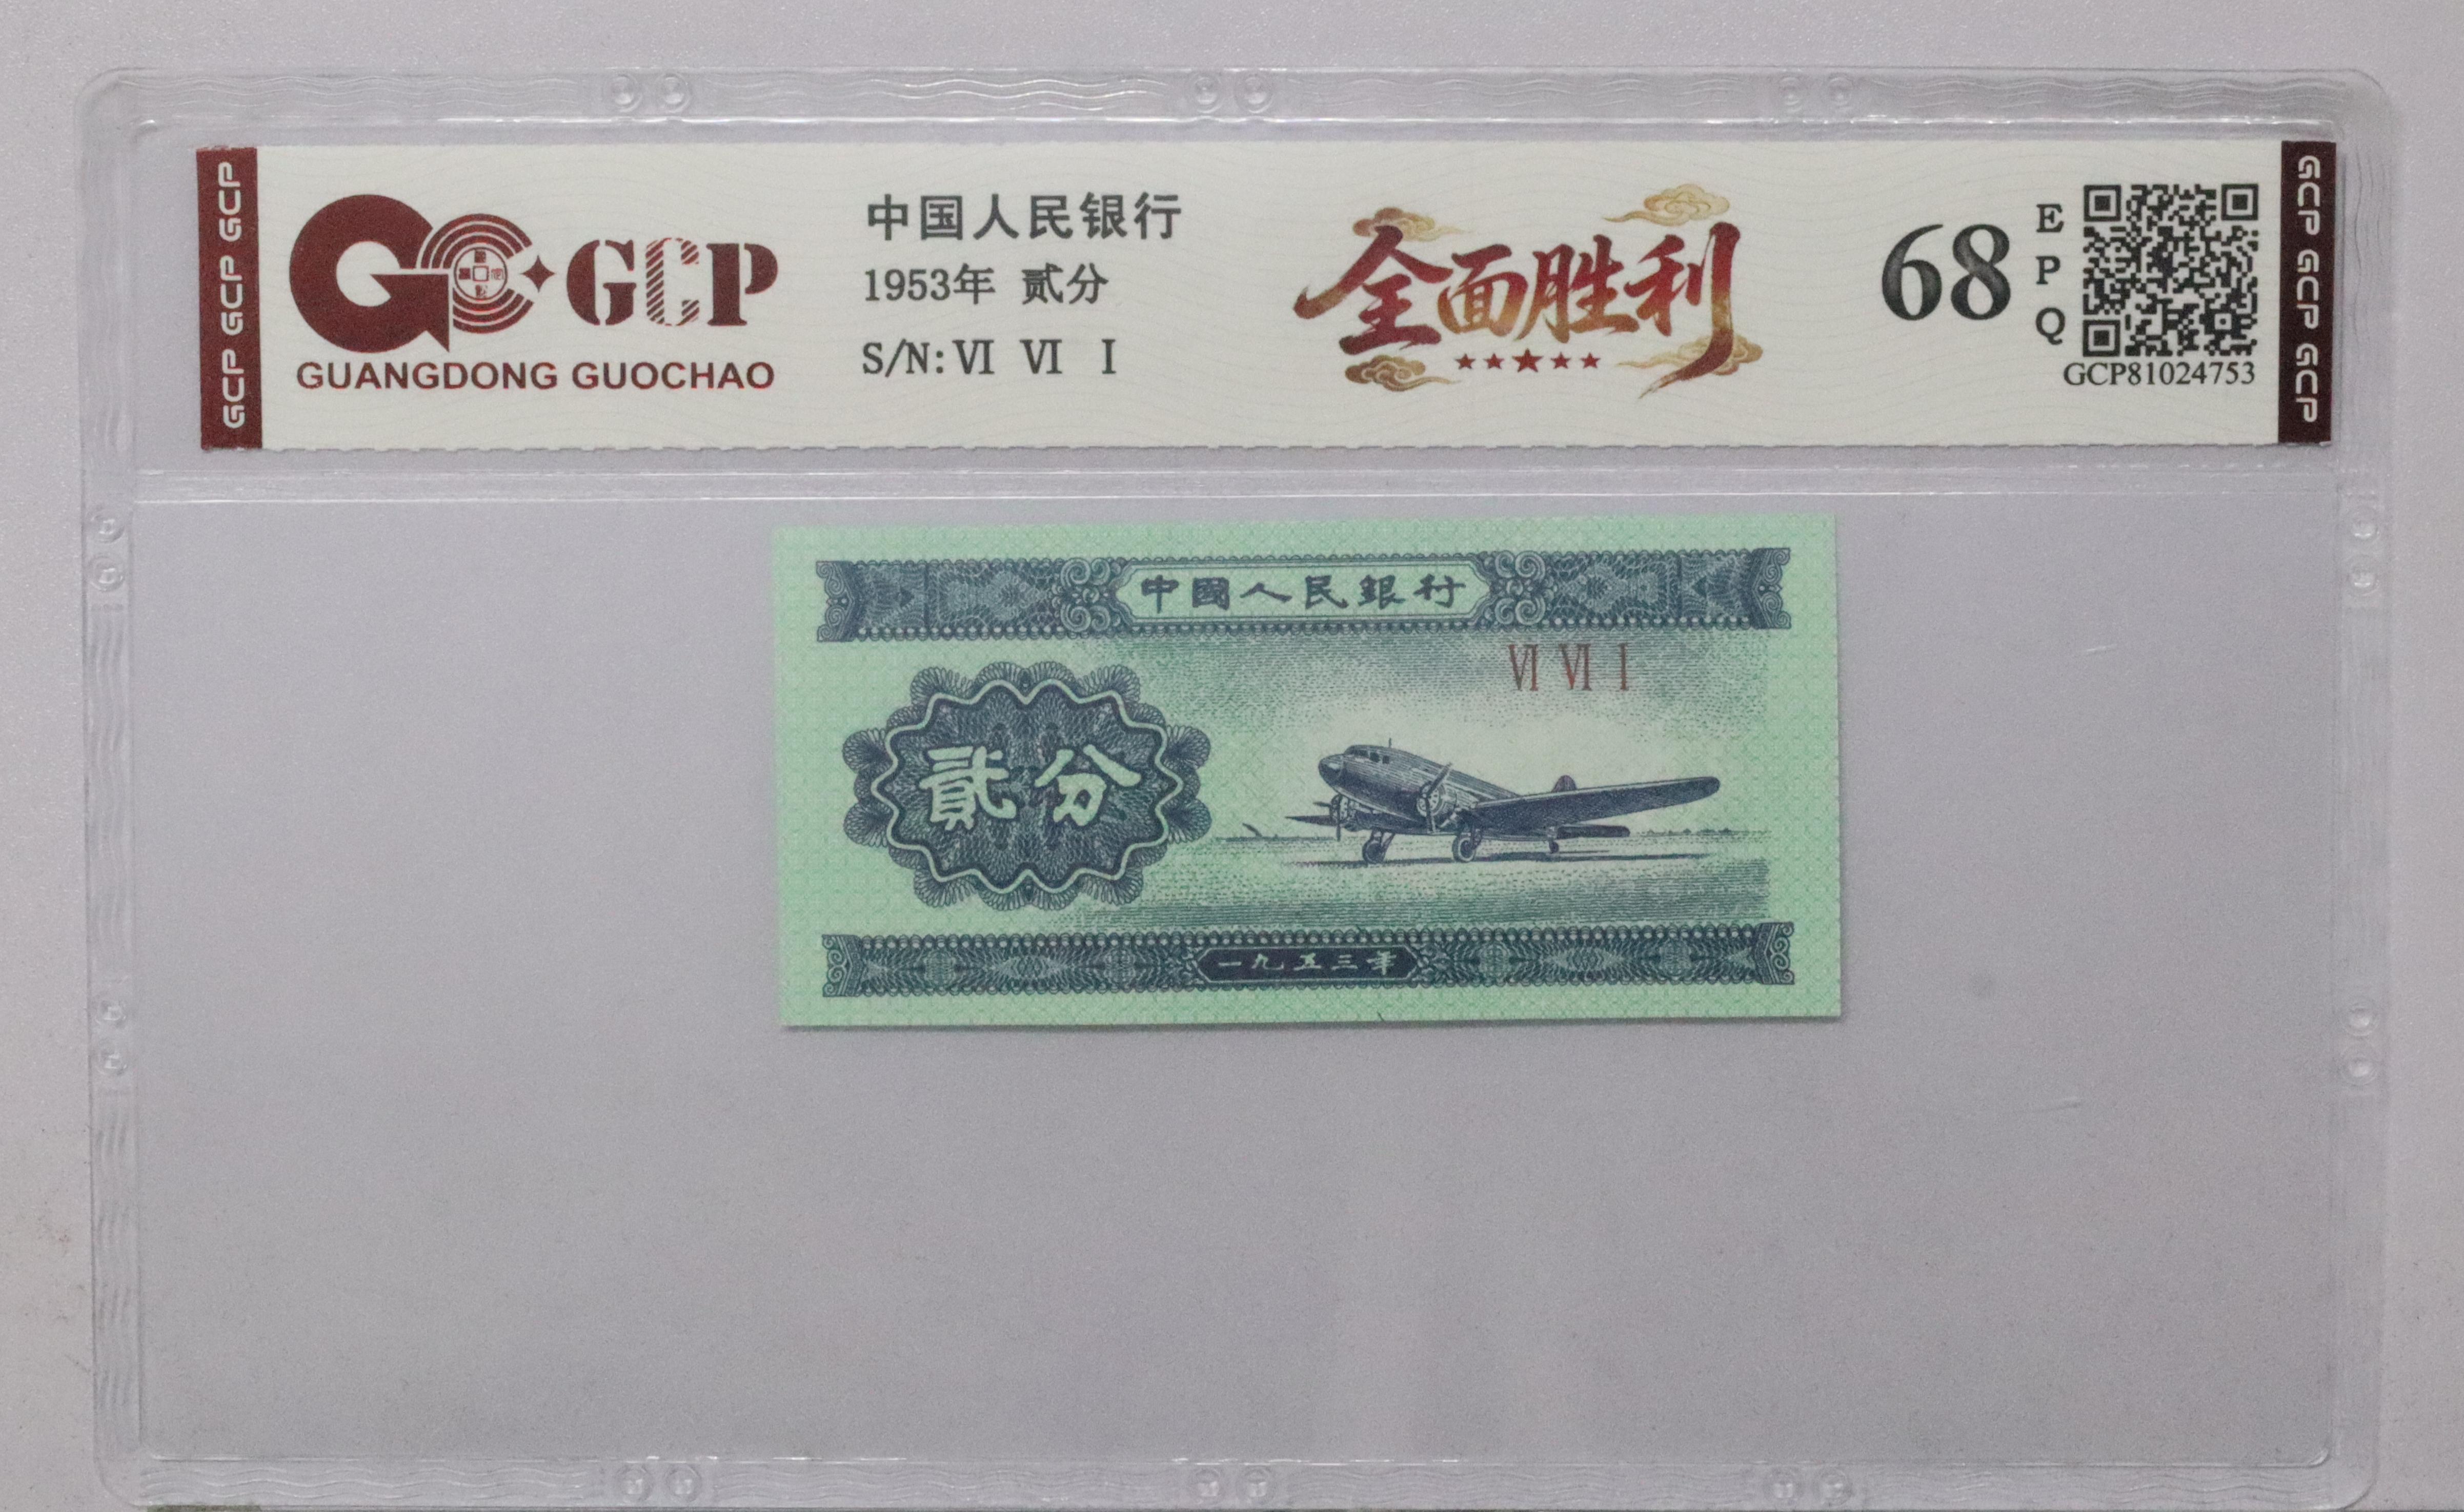 GCP GCP GCP
GCP
GUANGDONG GUOCHAO
中国人民银行
1953年 贰分
S/N: VI VI I
全面胜利
68
E
P
Q
GCP81024753
GCP GCP GCP
中國人民銀行
VI VI I
貳分
一九五三年